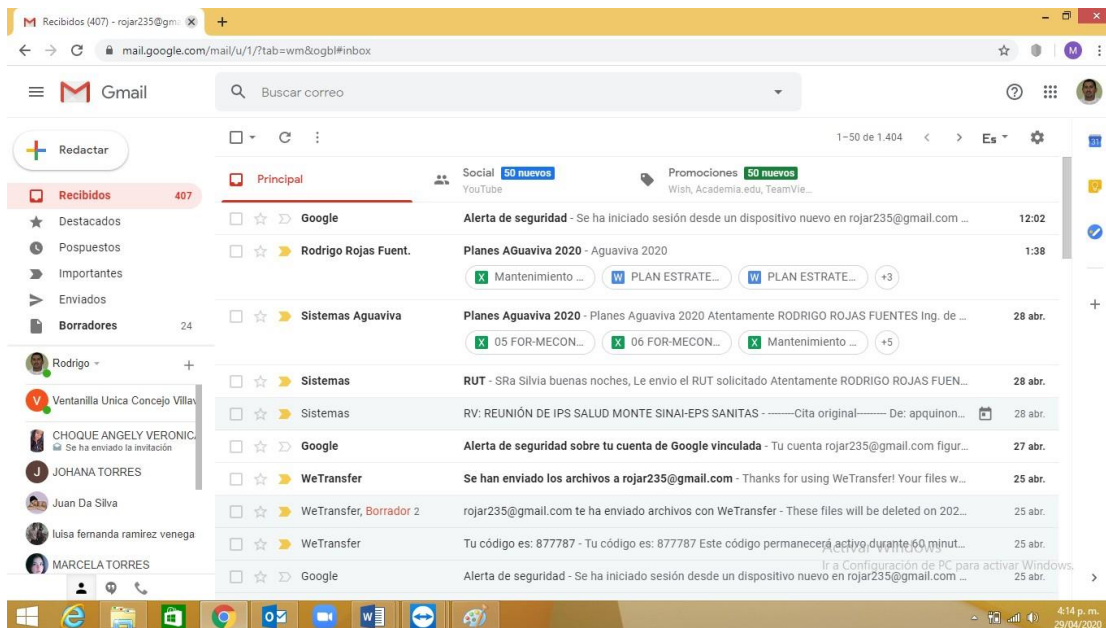 Recibidos (407) - rojar235@gma
mail.google.com/mail/u/1/?tab=wm&ogbl#inbox
M
Gmail
Buscar correo
Redactar
1–50 de 1.404
Es
31
Principal
Social 50 nuevos
YouTube
Promociones 50 nuevos
Wish, Academia.edu, TeamVie...
Recibidos 407
Destacados
Pospuestos
Importantes
Enviados
Borradores 24
Google Alerta de seguridad - Se ha iniciado sesión desde un dispositivo nuevo en rojar235@gmail.com ... 12:02
Rodrigo Rojas Fuent. Planes AGuaviva 2020 - Aguaviva 2020 1:38
X Mantenimiento ... W PLAN ESTRATE... W PLAN ESTRATE... +3
Sistemas Aguaviva Planes Aguaviva 2020 - Planes Aguaviva 2020 Atentamente RODRIGO ROJAS FUENTES Ing. de ... 28 abr.
X 05 FOR-MECON... X 06 FOR-MECON... X Mantenimiento ... +5
Sistemas RUT - SRa Silvia buenas noches, Le envio el RUT solicitado Atentamente RODRIGO ROJAS FUEN... 28 abr.
Sistemas RV: REUNIÓN DE IPS SALUD MONTE SINAI-EPS SANITAS - -------Cita original--------- De: apquinon... 28 abr.
Google Alerta de seguridad sobre tu cuenta de Google vinculada - Tu cuenta rojar235@gmail.com figur... 27 abr.
WeTransfer Se han enviado los archivos a rojar235@gmail.com - Thanks for using WeTransfer! Your files w... 25 abr.
WeTransfer, Borrador 2 rojar235@gmail.com te ha enviado archivos con WeTransfer - These files will be deleted on 202... 25 abr.
WeTransfer Tu código es: 877787 - Tu código es: 877787 Este código permanecerá activo durante 60 minut... 25 abr.
Google Alerta de seguridad - Se ha iniciado sesión desde un dispositivo nuevo en rojar235@gmail.com ... 25 abr.
Rodrigo
V Ventanilla Unica Concejo Villav
CHOQUE ANGELY VERONICA
Se ha enviado la invitación
J JOHANA TORRES
Juan Da Silva
luisa fernanda ramirez venega
MARCELA TORRES
Activar Windows
Ir a Configuración de PC para activar Windows.
4:14 p. m.
29/04/2020